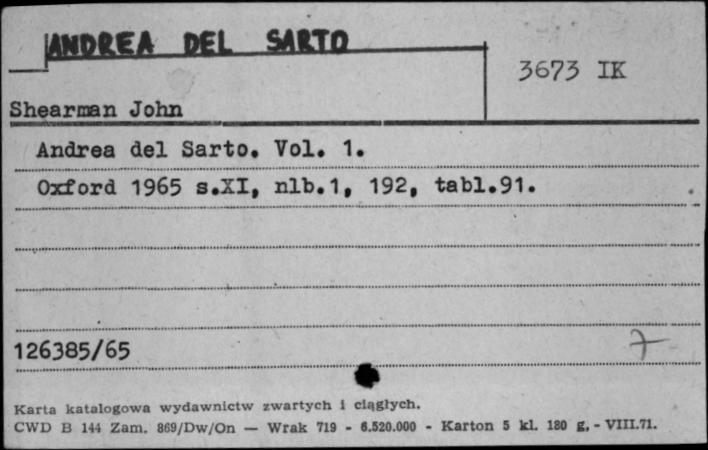 ANDREA DEL SARTO
3673 IK
Shearman John
Andrea del Sarto. Vol. 1.
Oxford 1965 s.XI, nlb.1, 192, tabl.91.
126385/65
7
Karta katalogowa wydawnictw zwartych i ciągłych.
CWD B 144 Zam. 869/Dw/On — Wrak 719 - 6.520.000 - Karton 5 kl. 180 g. - VIII.71.